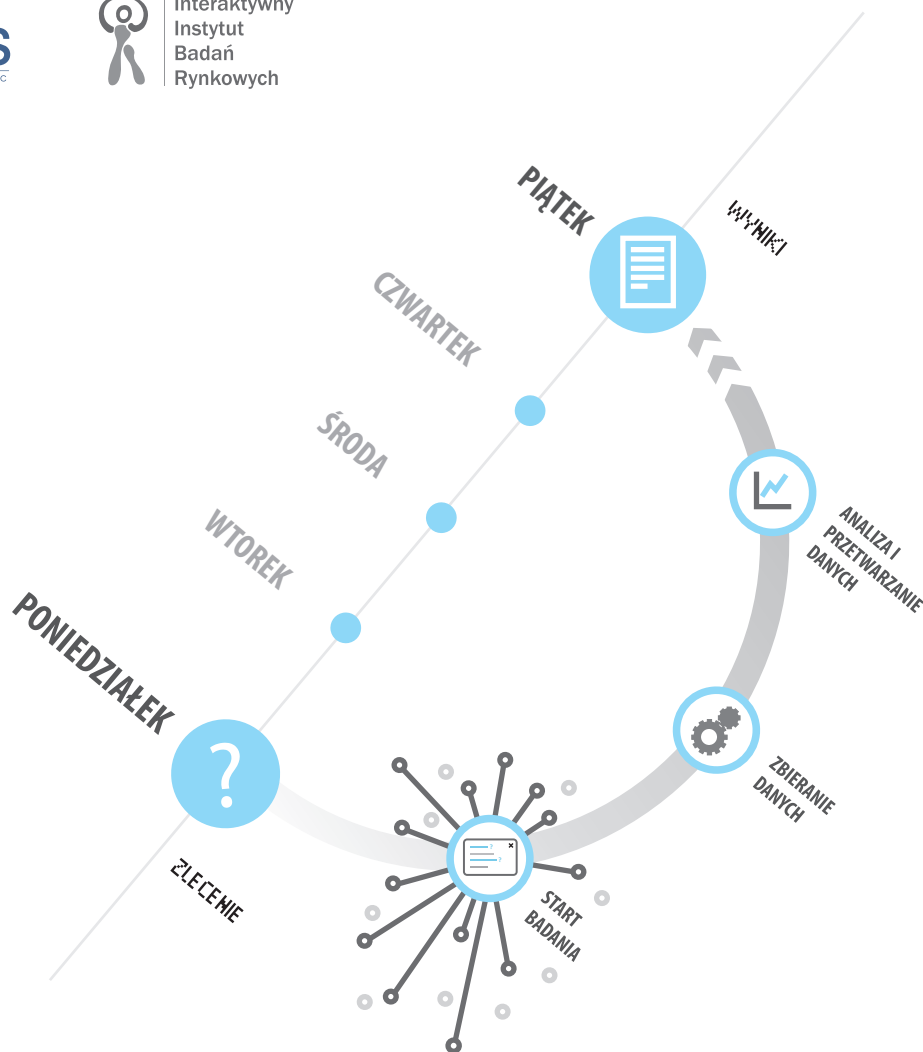 Interaktywny
Instytut
Badań
Rynkowych
S
C
PIĄTEK
WYNIKI
CZWARTEK
ŚRODA
WTOREK
PONIEDZIAŁEK
?
ZLECENIE
ANALIZA I
PRZETWARZANIE
DANYCH
ZBIERANIE
DANYCH
?
?
START
BADANIA